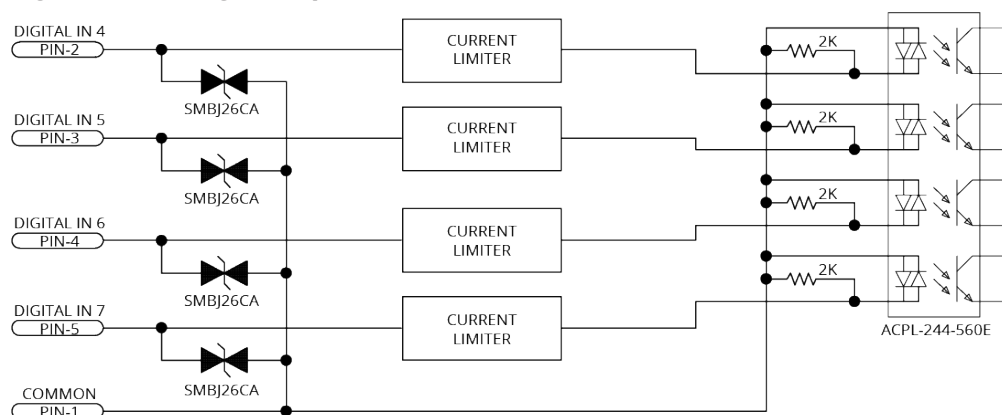 DIGITAL IN 4
PIN-2
CURRENT
LIMITER
2K
SMBJ26CA
DIGITAL IN 5
PIN-3
CURRENT
LIMITER
2K
SMBJ26CA
DIGITAL IN 6
PIN-4
CURRENT
LIMITER
2K
SMBJ26CA
DIGITAL IN 7
PIN-5
CURRENT
LIMITER
2K
ACPL-244-560E
SMBJ26CA
COMMON
PIN-1